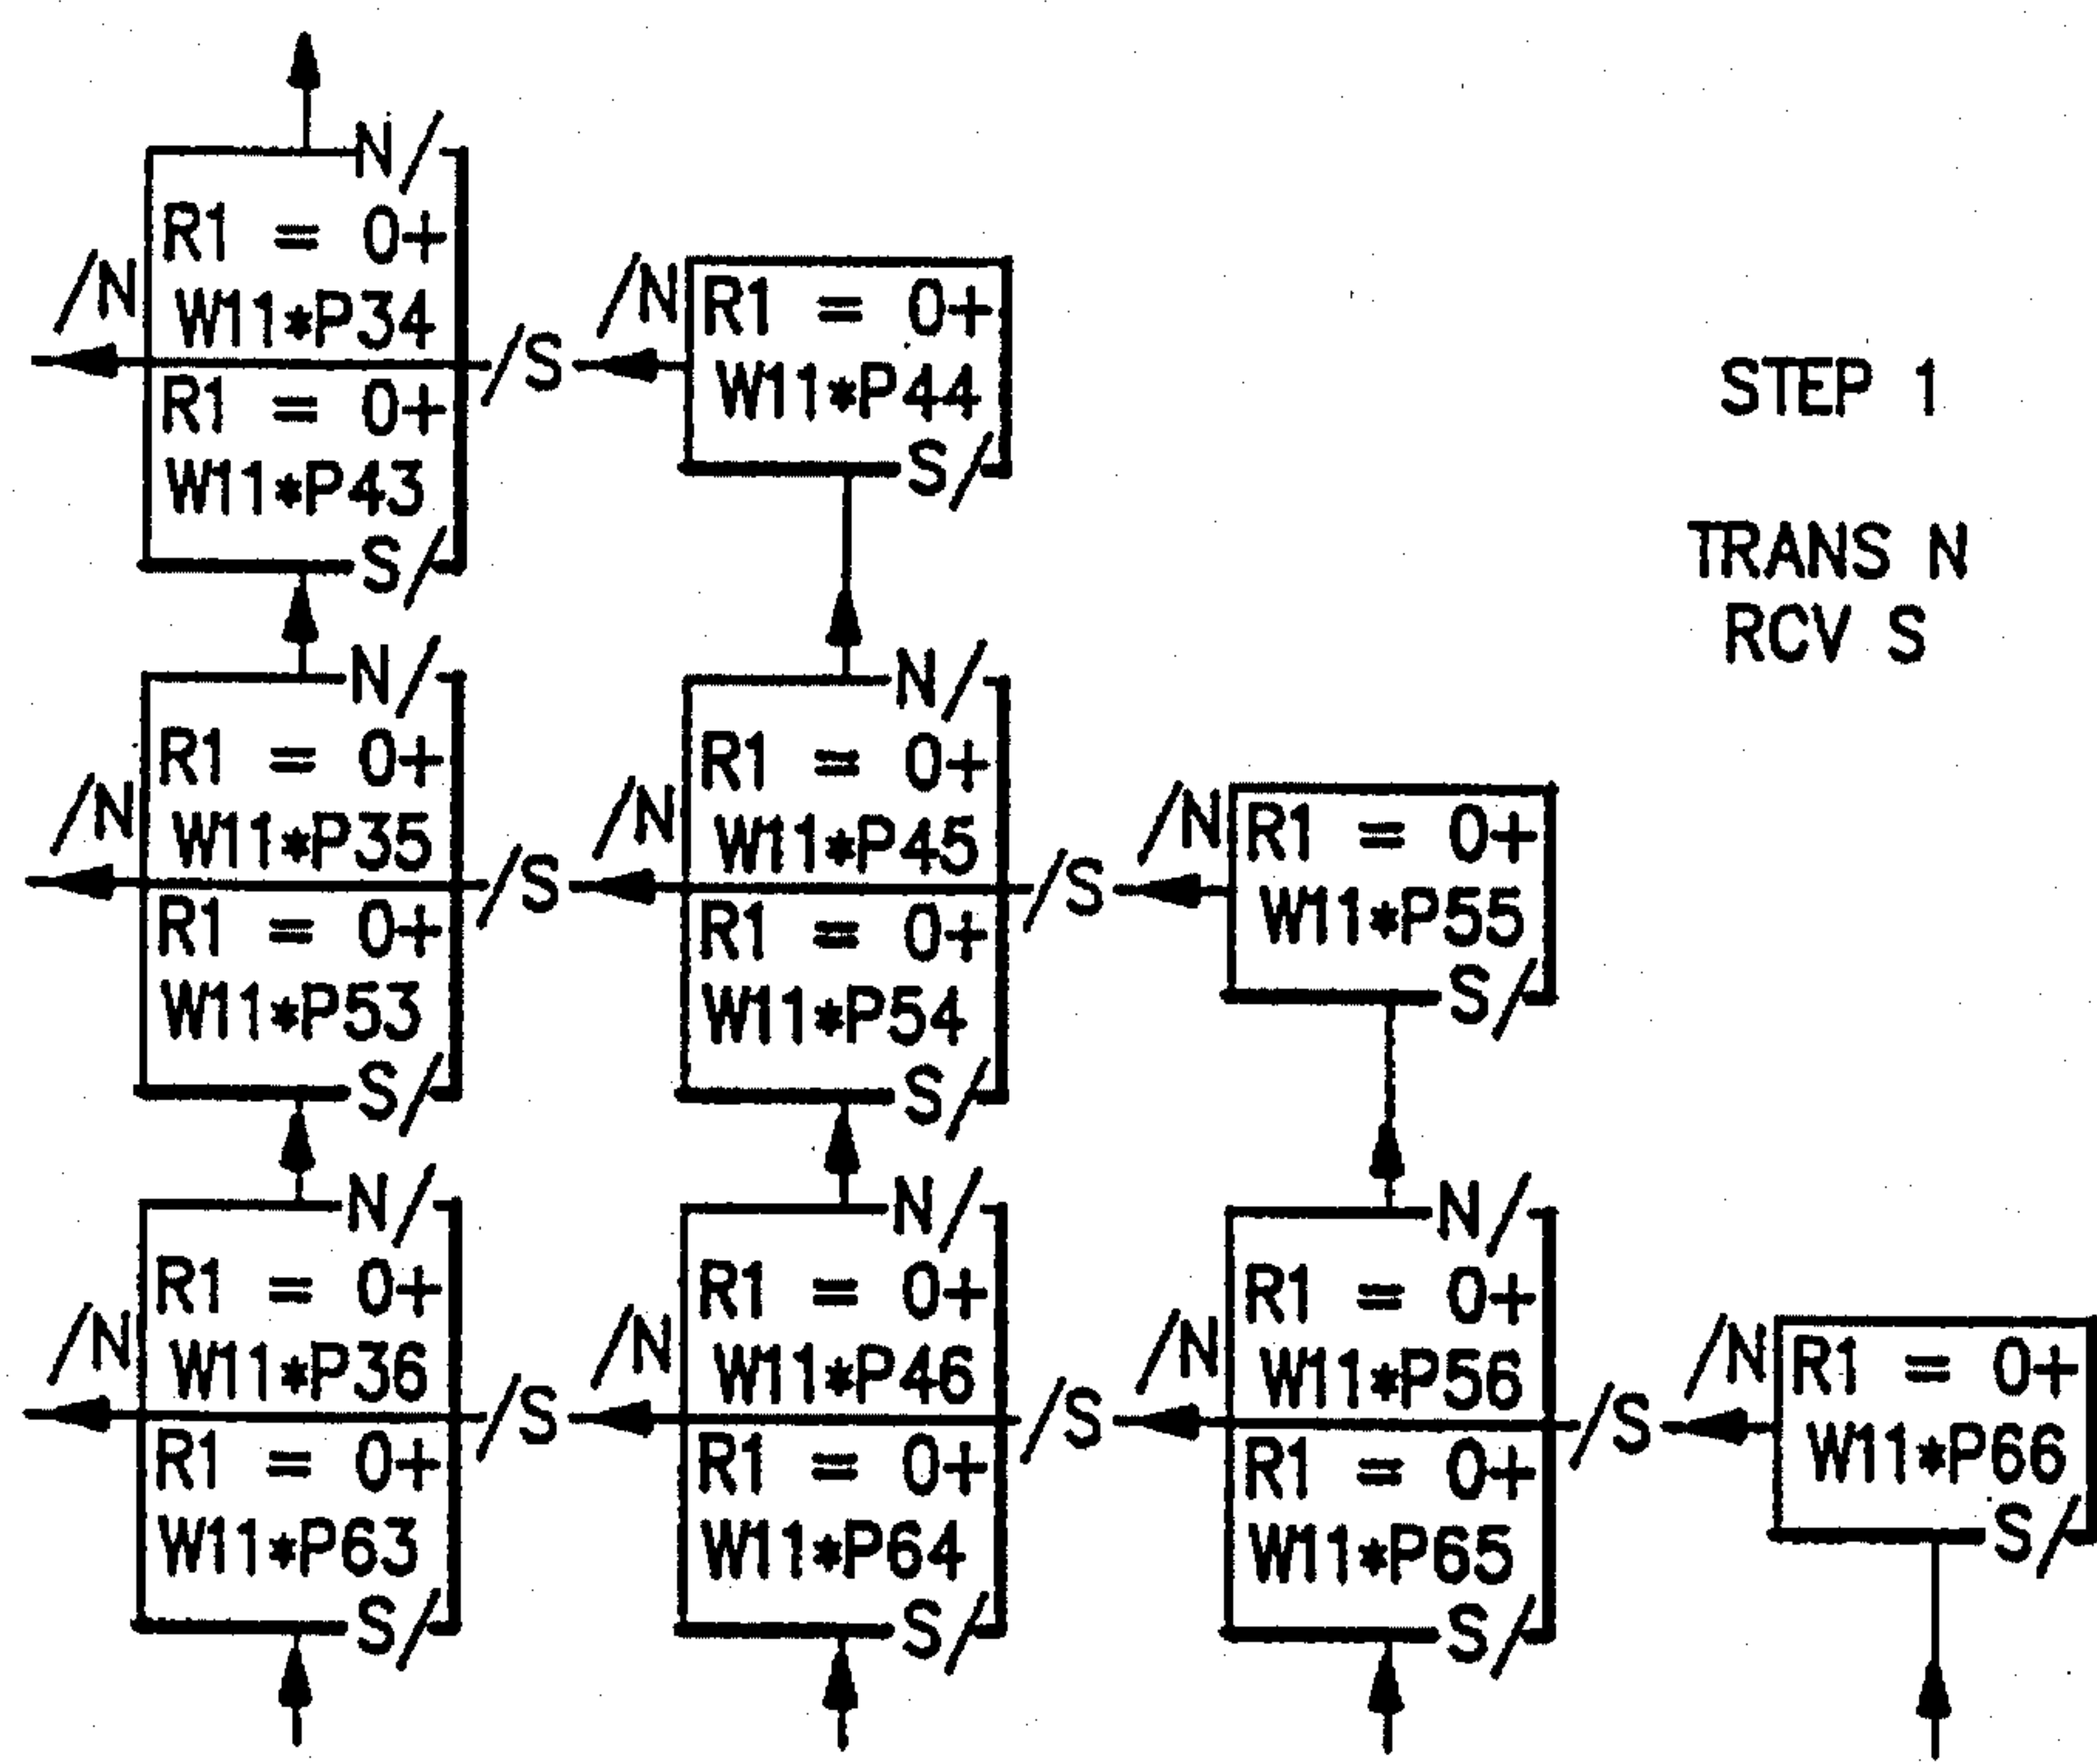 N/
R1 = 0+
/N
W11*P34
/S
R1 = 0+
W11*P43
S/
/N
R1 = 0+
W11*P44
S/
STEP 1
TRANS N
RCV S
N/
R1 = 0+
/N
W11*P35
/S
R1 = 0+
W11*P53
S/
N/
R1 = 0+
/N
W11*P45
/S
R1 = 0+
W11*P54
S/
/N
R1 = 0+
W11*P55
S/
N/
R1 = 0+
/N
W11*P36
/S
R1 = 0+
W11*P63
S/
N/
R1 = 0+
/N
W11*P46
/S
R1 = 0+
W11*P64
S/
N/
R1 = 0+
/N
W11*P56
/S
R1 = 0+
W11*P65
S/
/N
R1 = 0+
W11*P66
S/